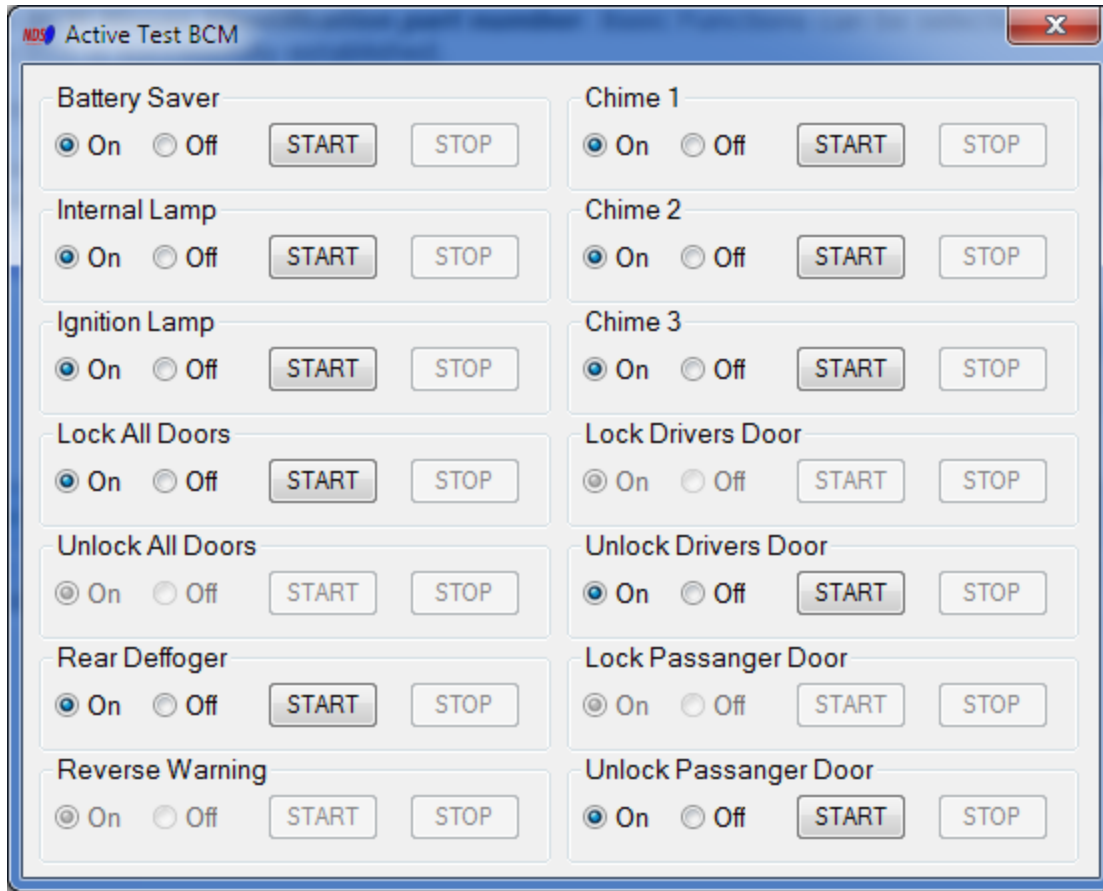 NDS Active Test BCM
Battery Saver
On Off START STOP
Internal Lamp
On Off START STOP
Ignition Lamp
On Off START STOP
Lock All Doors
On Off START STOP
Unlock All Doors
On Off START STOP
Rear Deffoger
On Off START STOP
Reverse Warning
On Off START STOP
Chime 1
On Off START STOP
Chime 2
On Off START STOP
Chime 3
On Off START STOP
Lock Drivers Door
On Off START STOP
Unlock Drivers Door
On Off START STOP
Lock Passanger Door
On Off START STOP
Unlock Passanger Door
On Off START STOP